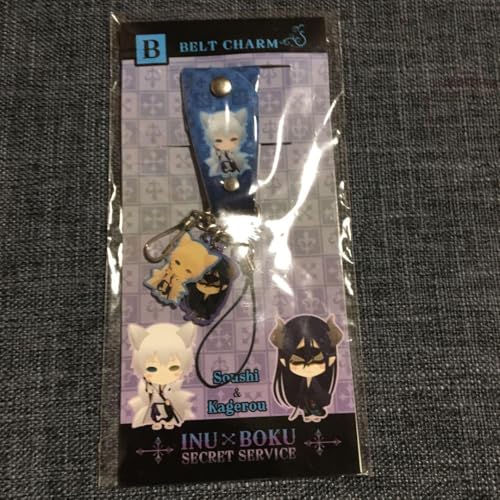 B BELT CHARM
Soushi
&
Kagerou
INU×BOKU
SECRET SERVICE